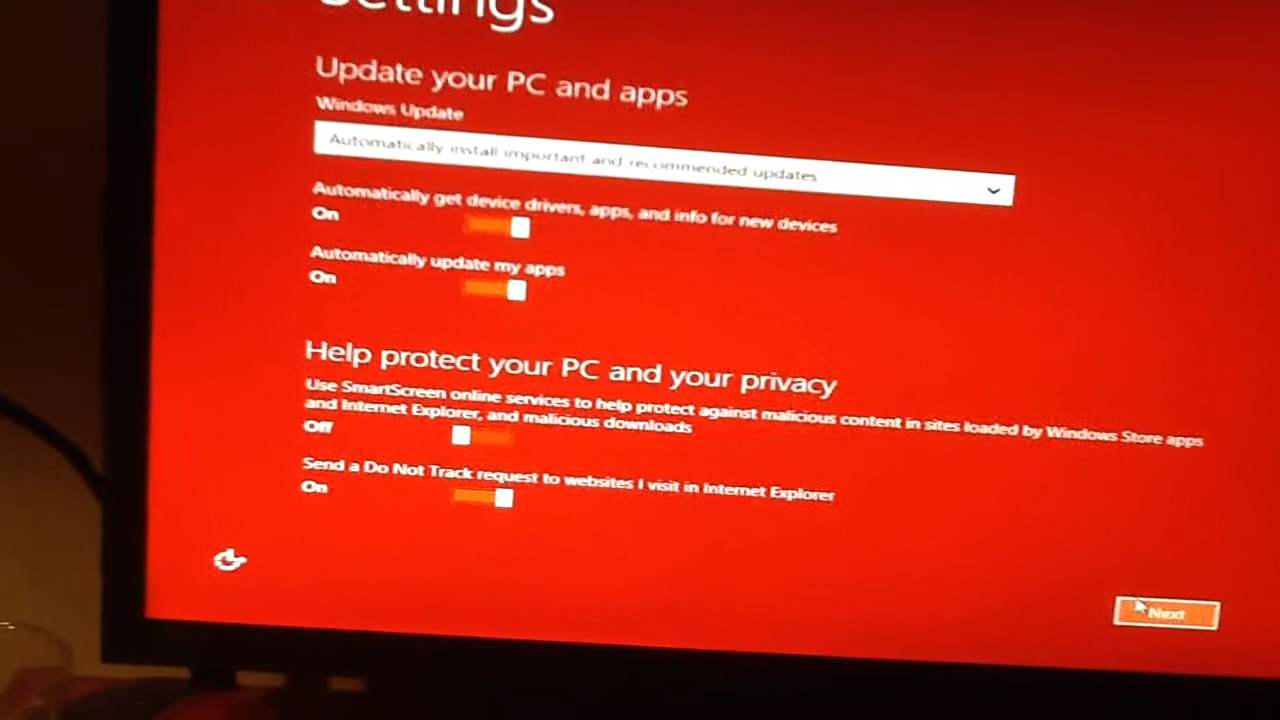 Settings
Update your PC and apps
Windows Update
Automatically install important and recommended updates
Automatically get device drivers, apps, and info for new devices
On
Automatically update my apps
On
Help protect your PC and your privacy
Use SmartScreen online services to help protect against malicious content in sites loaded by Windows Store apps
and Internet Explorer, and malicious downloads
Off
Send a Do Not Track request to websites I visit in Internet Explorer
On
Next